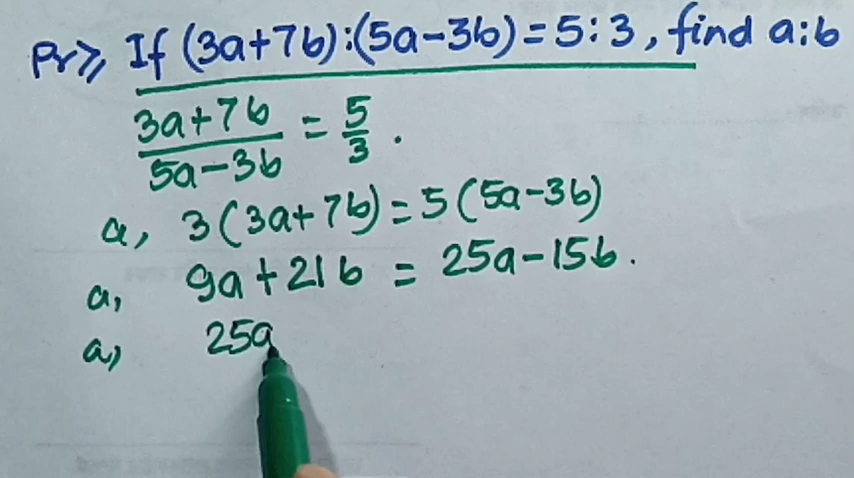 Pr⩾ If (3a+7b):(5a-3b)=5:3, find a:b
3a+7b / 5a-3b = 5/3 .
a, 3(3a+7b)=5(5a-3b)
a, 9a+21b = 25a-15b.
a, 25a